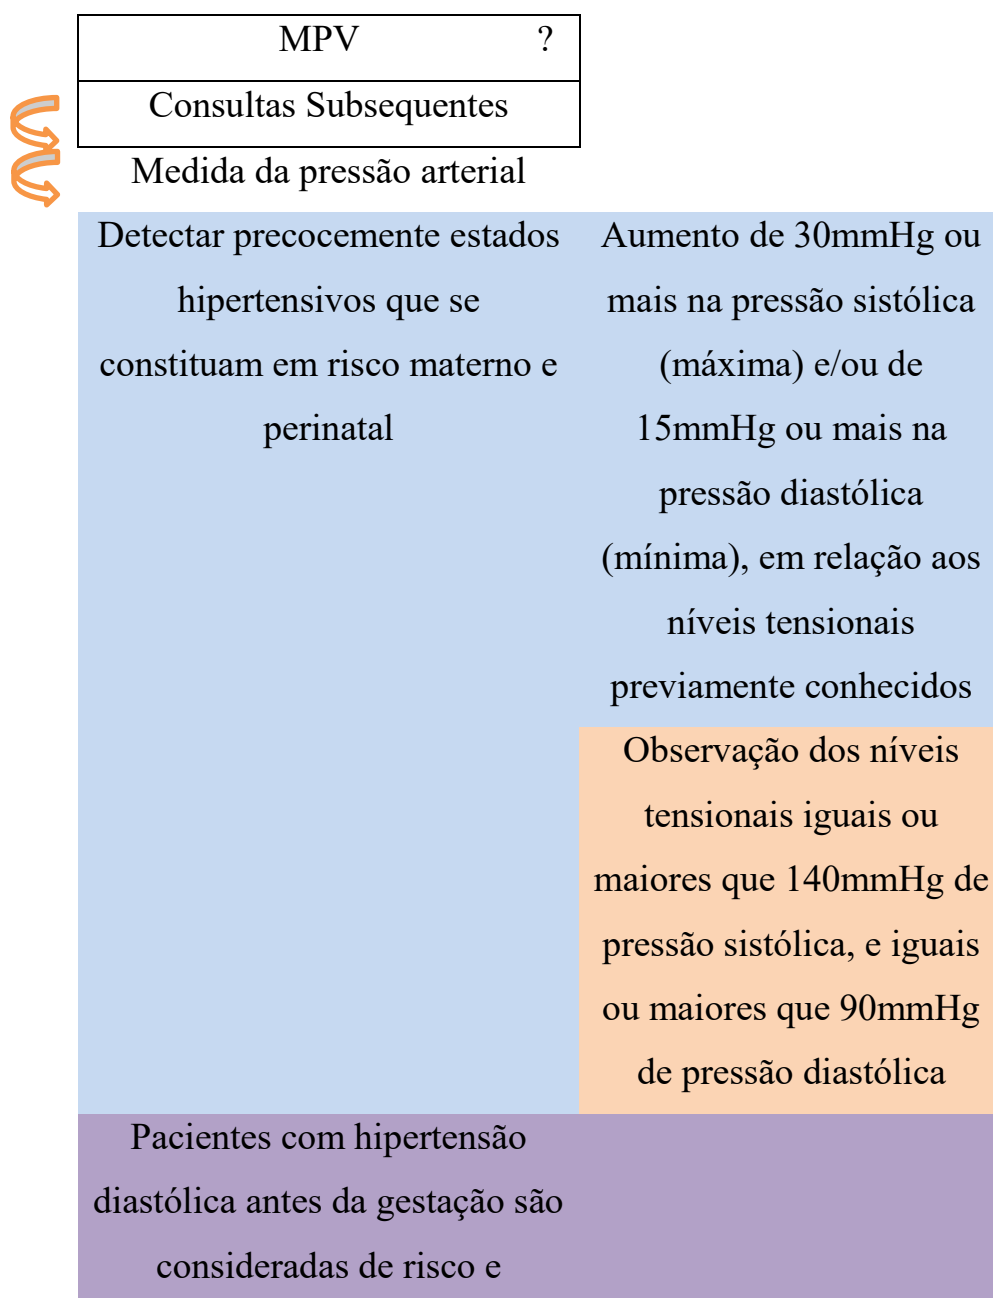 MPV ?
Consultas Subsequentes
Medida da pressão arterial
Detectar precocemente estados
hipertensivos que se
constituam em risco materno e
perinatal
Aumento de 30mmHg ou
mais na pressão sistólica
(máxima) e/ou de
15mmHg ou mais na
pressão diastólica
(mínima), em relação aos
níveis tensionais
previamente conhecidos
Observação dos níveis
tensionais iguais ou
maiores que 140mmHg de
pressão sistólica, e iguais
ou maiores que 90mmHg
de pressão diastólica
Pacientes com hipertensão
diastólica antes da gestação são
consideradas de risco e